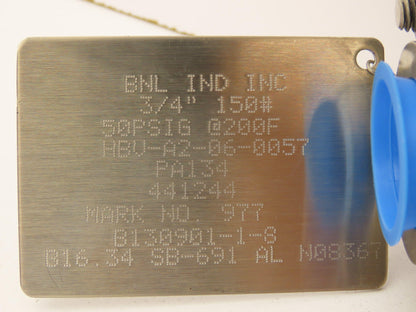 BNL IND INC
3/4" 150#
50PSIG @200F
HBV-A2-06-0057
PA134
441244
MARK NO. 977
B130901-1-8
B16.34 SB-691 AL N08367